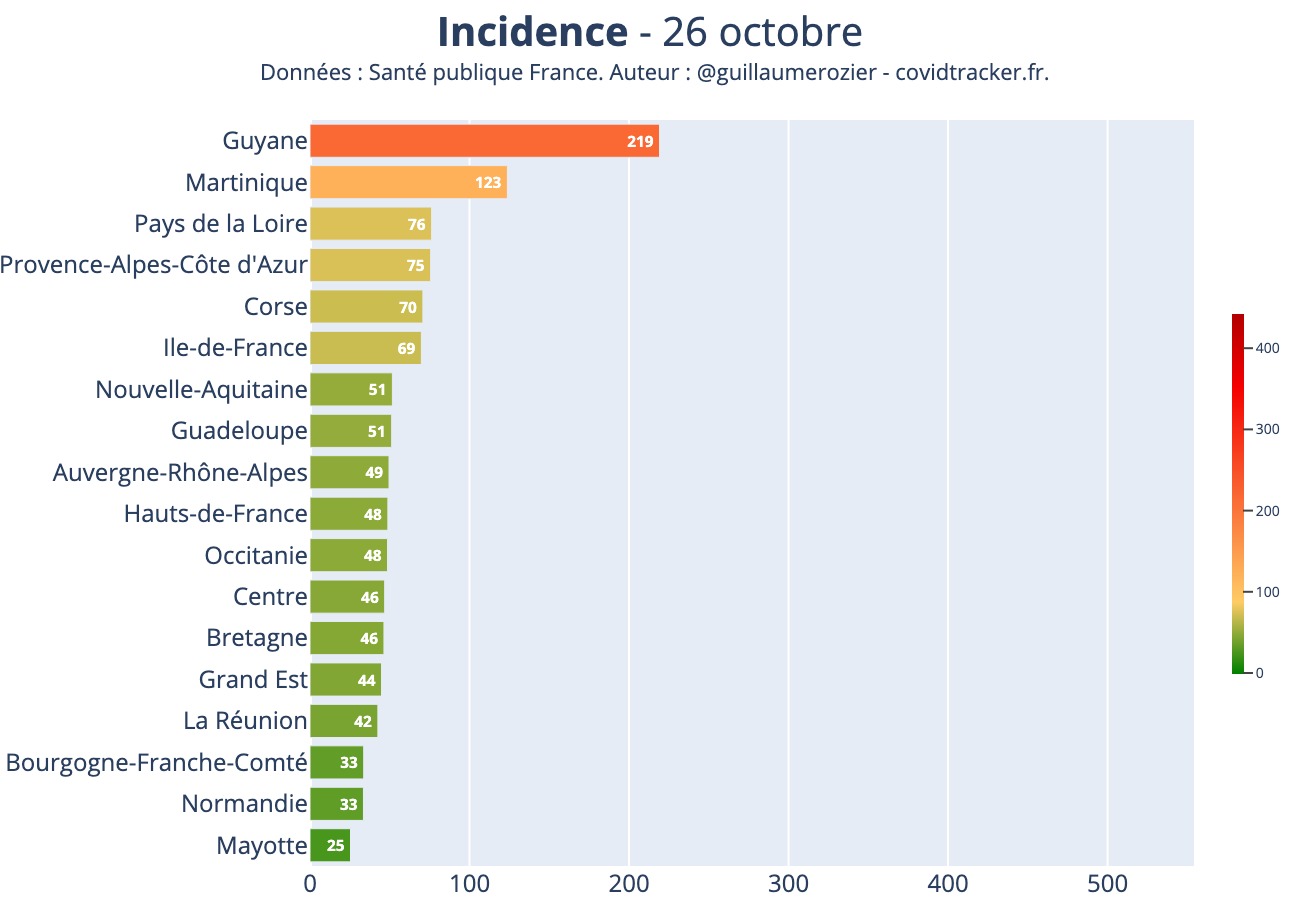 Incidence - 26 octobre
Données : Santé publique France. Auteur : @guillaumerozier - covidtracker.fr.
Guyane 219
Martinique 123
Pays de la Loire 76
Provence-Alpes-Côte d'Azur 75
Corse 70
Ile-de-France 69
Nouvelle-Aquitaine 51
Guadeloupe 51
Auvergne-Rhône-Alpes 49
Hauts-de-France 48
Occitanie 48
Centre 46
Bretagne 46
Grand Est 44
La Réunion 42
Bourgogne-Franche-Comté 33
Normandie 33
Mayotte 25
0 100 200 300 400 500
400
300
200
100
0